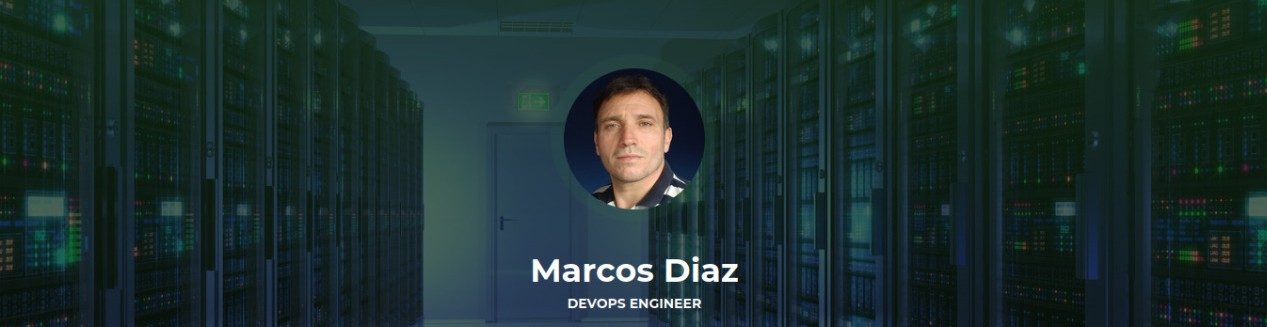 Marcos Diaz
DEVOPS ENGINEER